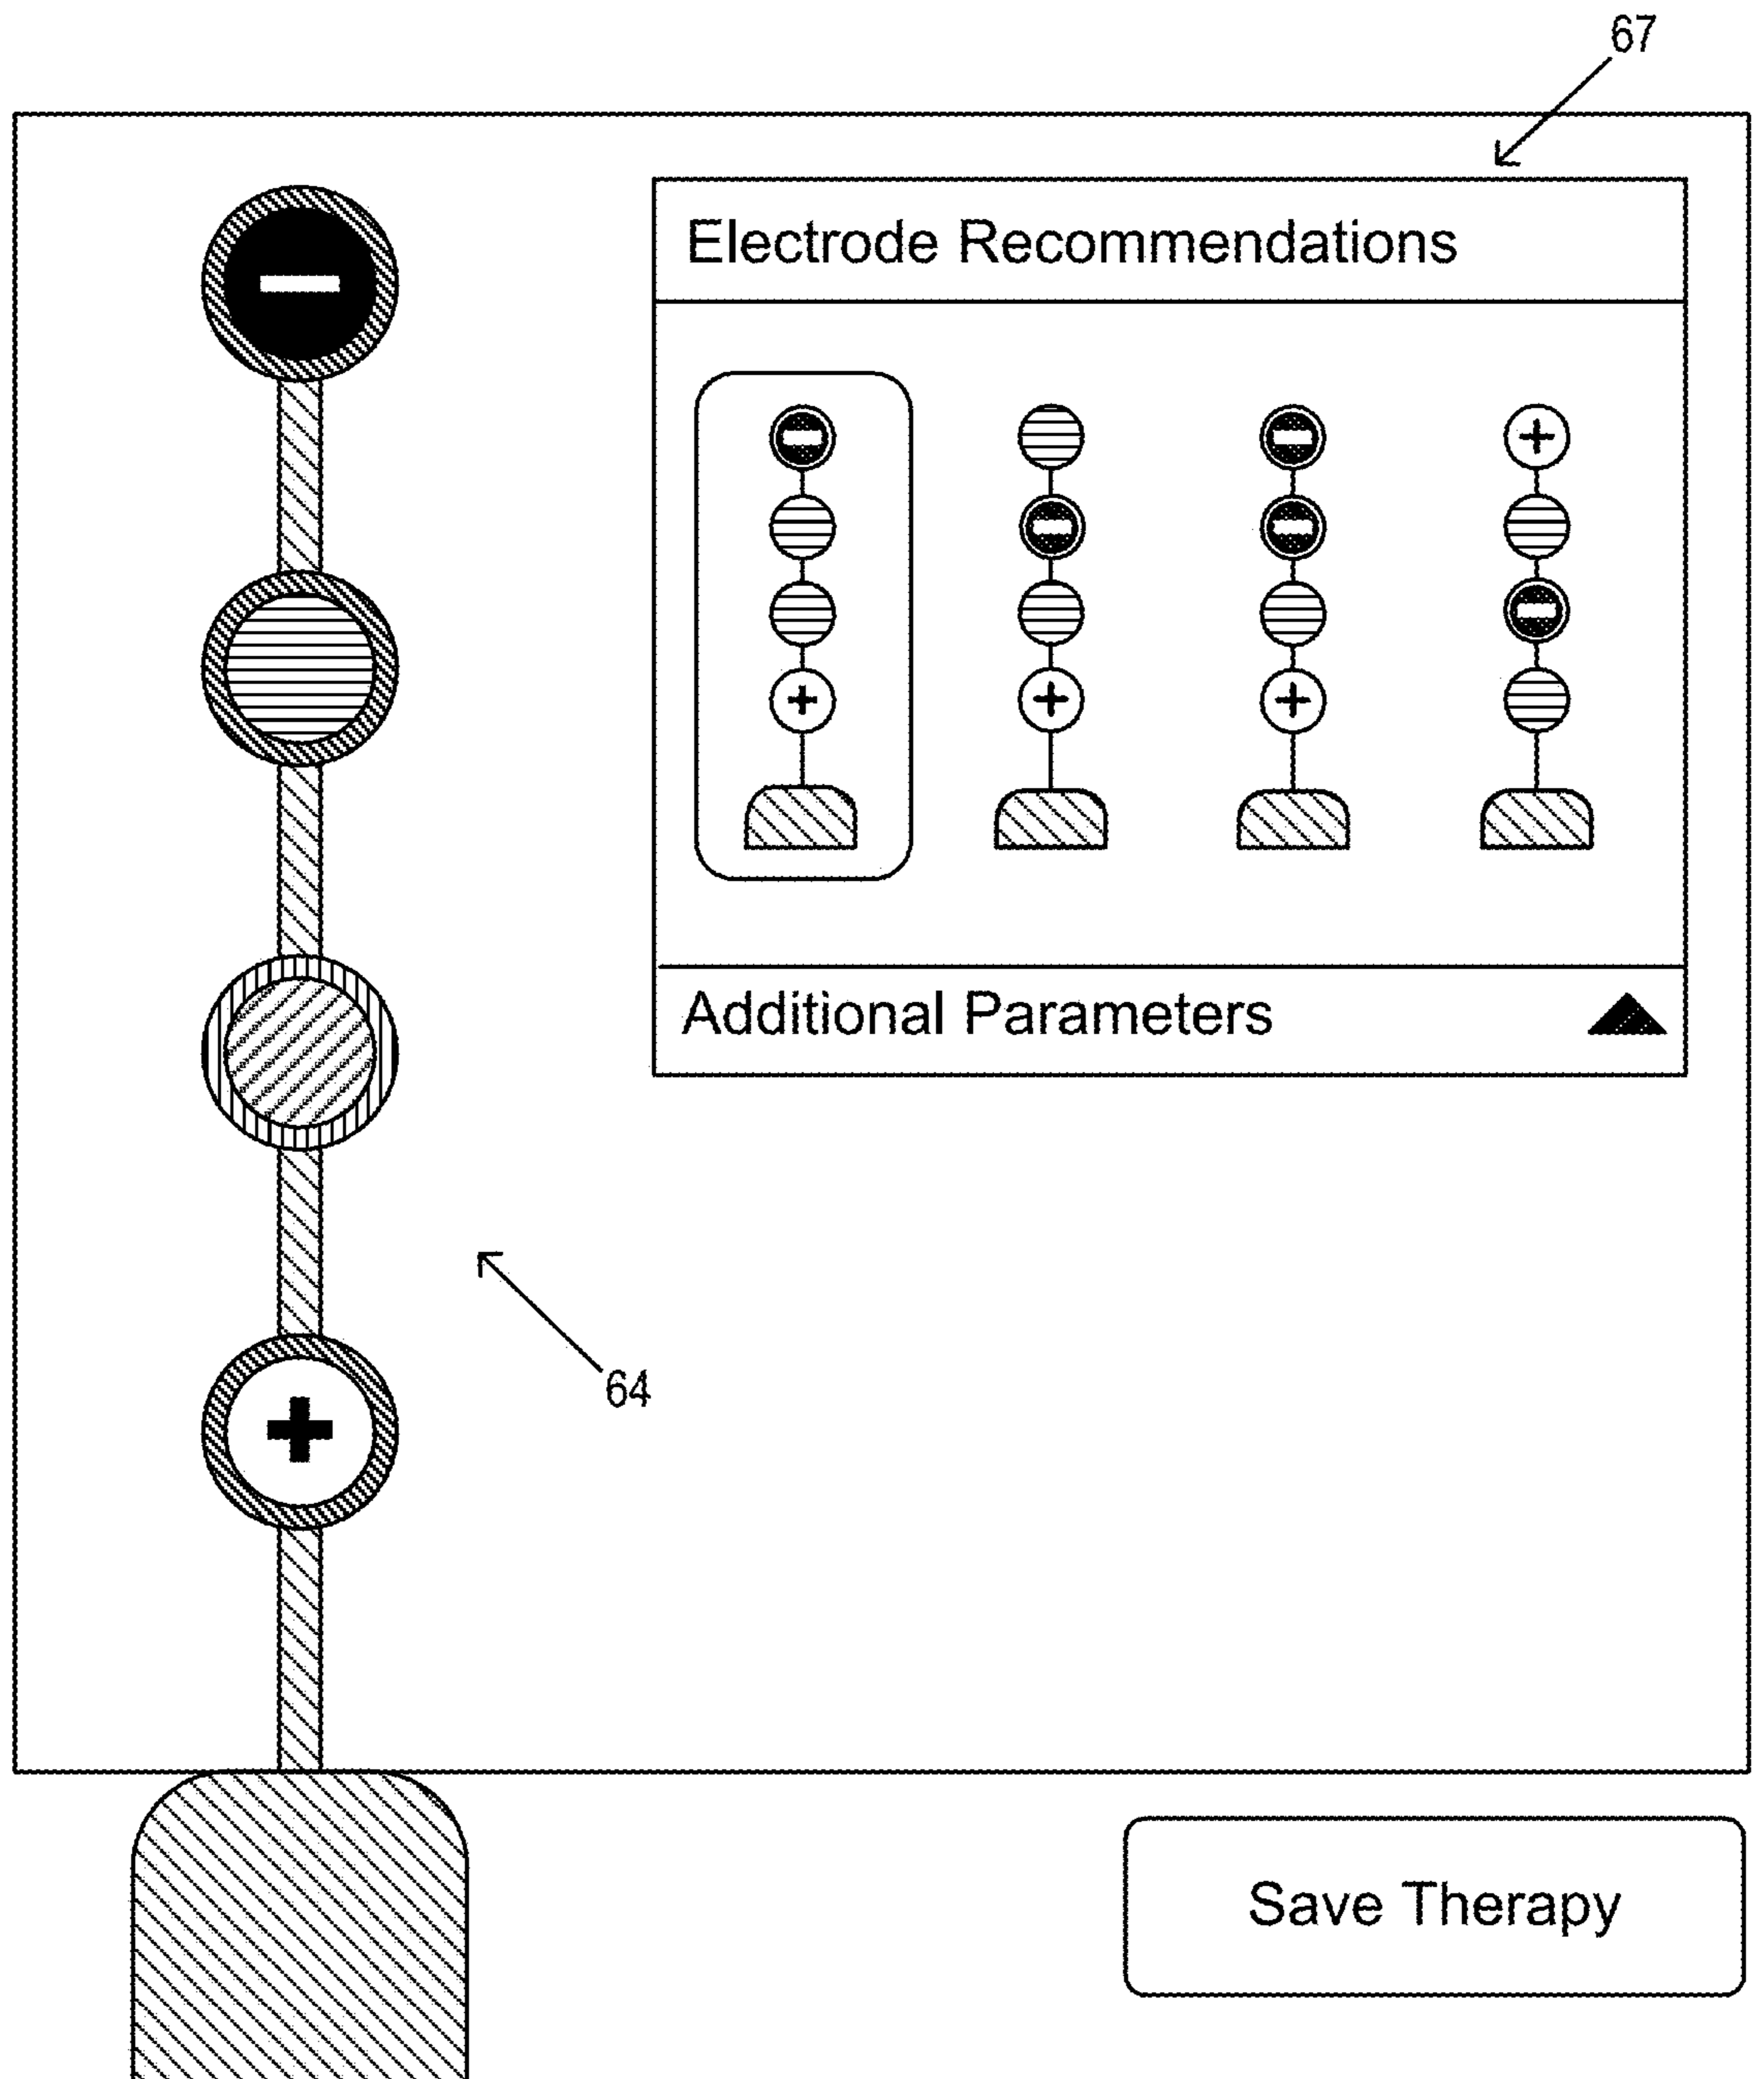 67
Electrode Recommendations
Additional Parameters
64
Save Therapy